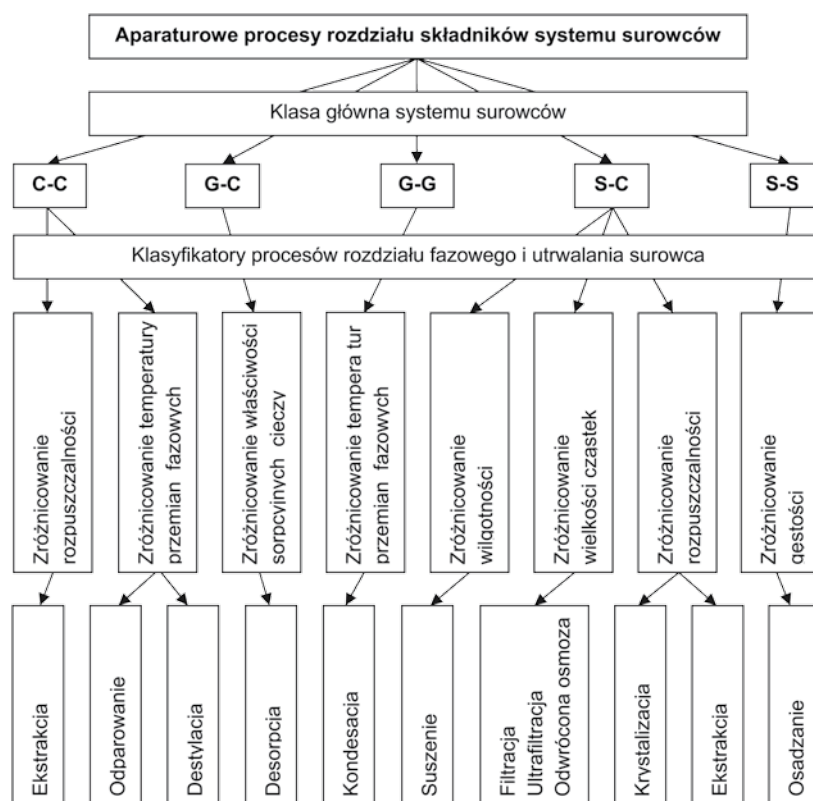 Aparaturowe procesy rozdziału składników systemu surowców
Klasa główna systemu surowców
C-C
G-C
G-G
S-C
S-S
Klasyfikatory procesów rozdziału fazowego i utrwalania surowca
Zróżnicowanie
rozpuszczalności
Zróżnicowanie temperatury
przemian fazowych
Zróżnicowanie właściwości
sorpcyjnych cieczy
Zróżnicowanie tempera tur
przemian fazowych
Zróżnicowanie
wilgotności
Zróżnicowanie
wielkości cząstek
Zróżnicowanie
rozpuszczalności
Zróżnicowanie
gęstości
Ekstrakcja
Odparowanie
Destylacja
Desorpcja
Kondesacja
Suszenie
Filtracja
Ultrafiltracja
Odwrócona osmoza
Krystalizacja
Ekstrakcja
Osadzanie